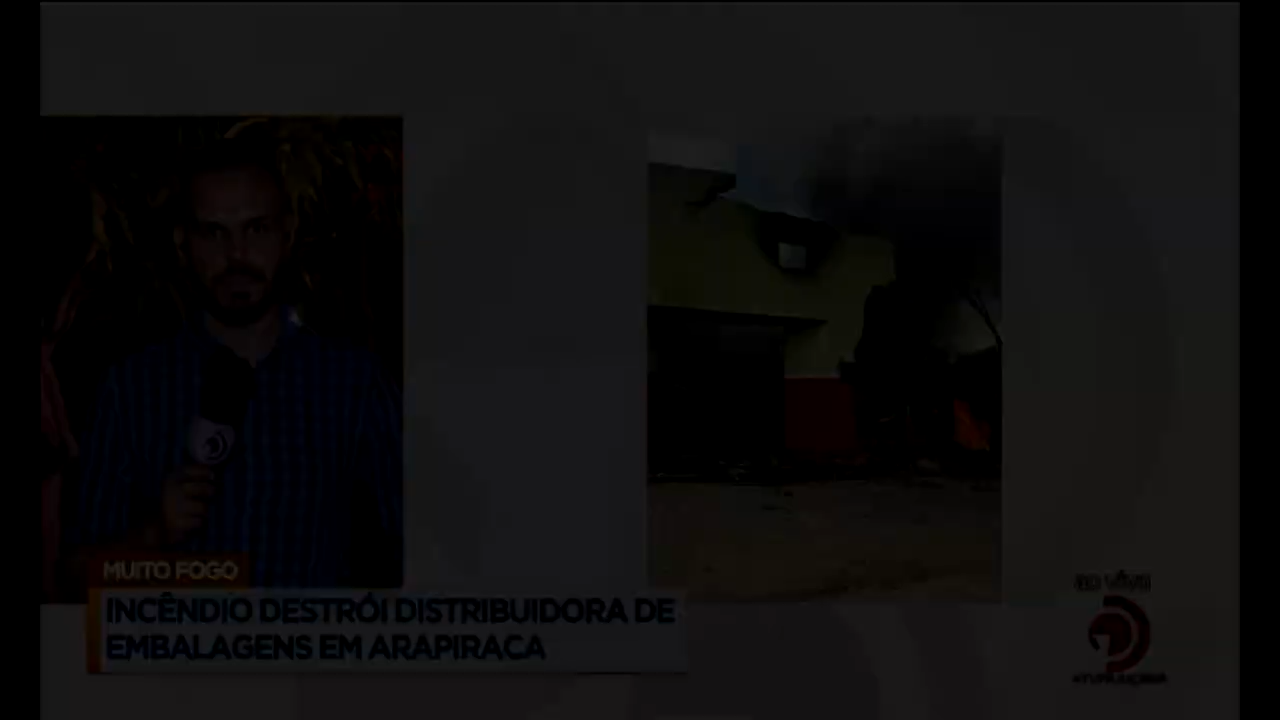 MUITO FOGO
INCÊNDIO DESTRÓI DISTRIBUIDORA DE
EMBALAGENS EM ARAPIRACA
ao vivo